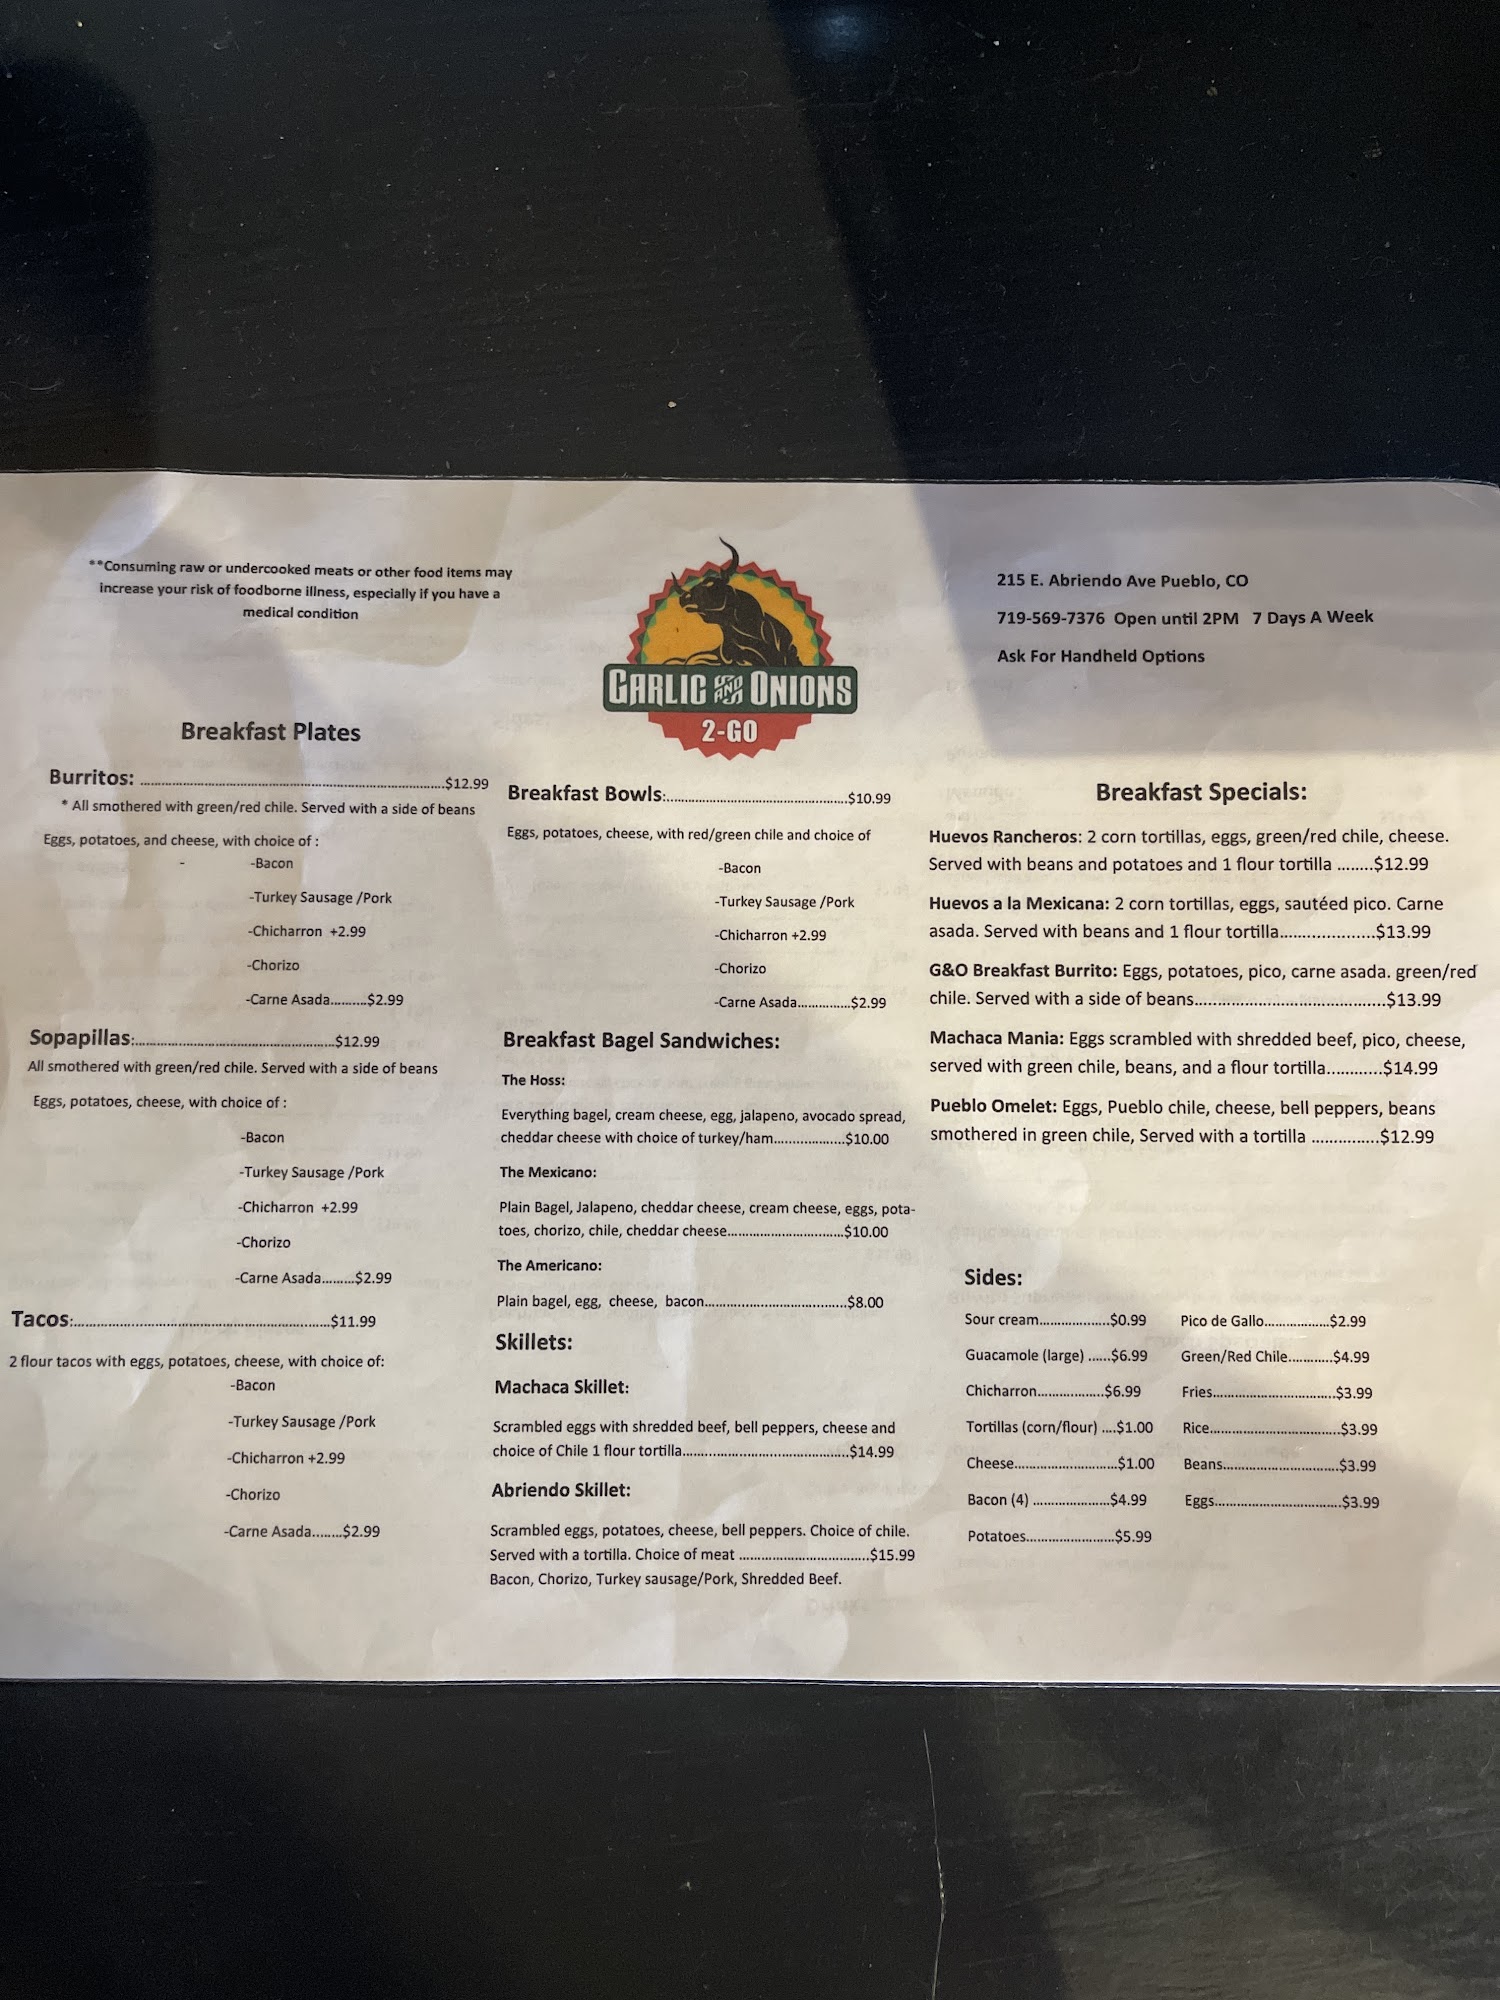 **Consuming raw or undercooked meats or other food items may
increase your risk of foodborne illness, especially if you have a
medical condition
GARLIC AND ONIONS
2-GO
215 E. Abriendo Ave Pueblo, CO
719-569-7376 Open until 2PM 7 Days A Week
Ask For Handheld Options
Breakfast Plates
Burritos: ........................................$12.99
* All smothered with green/red chile. Served with a side of beans
Eggs, potatoes, and cheese, with choice of :
- -Bacon
-Turkey Sausage /Pork
-Chicharron +2.99
-Chorizo
-Carne Asada..........$2.99
Sopapillas:........................................$12.99
All smothered with green/red chile. Served with a side of beans
Eggs, potatoes, cheese, with choice of :
-Bacon
-Turkey Sausage /Pork
-Chicharron +2.99
-Chorizo
-Carne Asada.........$2.99
Tacos:........................................$11.99
2 flour tacos with eggs, potatoes, cheese, with choice of:
-Bacon
-Turkey Sausage /Pork
-Chicharron +2.99
-Chorizo
-Carne Asada........$2.99
Breakfast Bowls:........................................$10.99
Eggs, potatoes, cheese, with red/green chile and choice of
-Bacon
-Turkey Sausage /Pork
-Chicharron +2.99
-Chorizo
-Carne Asada..............$2.99
Breakfast Bagel Sandwiches:
The Hoss:
Everything bagel, cream cheese, egg, jalapeno, avocado spread,
cheddar cheese with choice of turkey/ham...................$10.00
The Mexicano:
Plain Bagel, Jalapeno, cheddar cheese, cream cheese, eggs, pota-
toes, chorizo, chile, cheddar cheese..............................$10.00
The Americano:
Plain bagel, egg, cheese, bacon....................................$8.00
Skillets:
Machaca Skillet:
Scrambled eggs with shredded beef, bell peppers, cheese and
choice of Chile 1 flour tortilla........................................$14.99
Abriendo Skillet:
Scrambled eggs, potatoes, cheese, bell peppers. Choice of chile.
Served with a tortilla. Choice of meat .................................$15.99
Bacon, Chorizo, Turkey sausage/Pork, Shredded Beef.
Breakfast Specials:
Huevos Rancheros: 2 corn tortillas, eggs, green/red chile, cheese.
Served with beans and potatoes and 1 flour tortilla ........$12.99
Huevos a la Mexicana: 2 corn tortillas, eggs, sautéed pico. Carne
asada. Served with beans and 1 flour tortilla....................$13.99
G&O Breakfast Burrito: Eggs, potatoes, pico, carne asada. green/red
chile. Served with a side of beans........................................$13.99
Machaca Mania: Eggs scrambled with shredded beef, pico, cheese,
served with green chile, beans, and a flour tortilla............$14.99
Pueblo Omelet: Eggs, Pueblo chile, cheese, bell peppers, beans
smothered in green chile, Served with a tortilla ...............$12.99
Sides:
Sour cream...................$0.99 Pico de Gallo..................$2.99
Guacamole (large) ......$6.99 Green/Red Chile............$4.99
Chicharron..................$6.99 Fries.................................$3.99
Tortillas (corn/flour) ....$1.00 Rice...................................$3.99
Cheese...........................$1.00 Beans...............................$3.99
Bacon (4) .....................$4.99 Eggs..................................$3.99
Potatoes........................$5.99